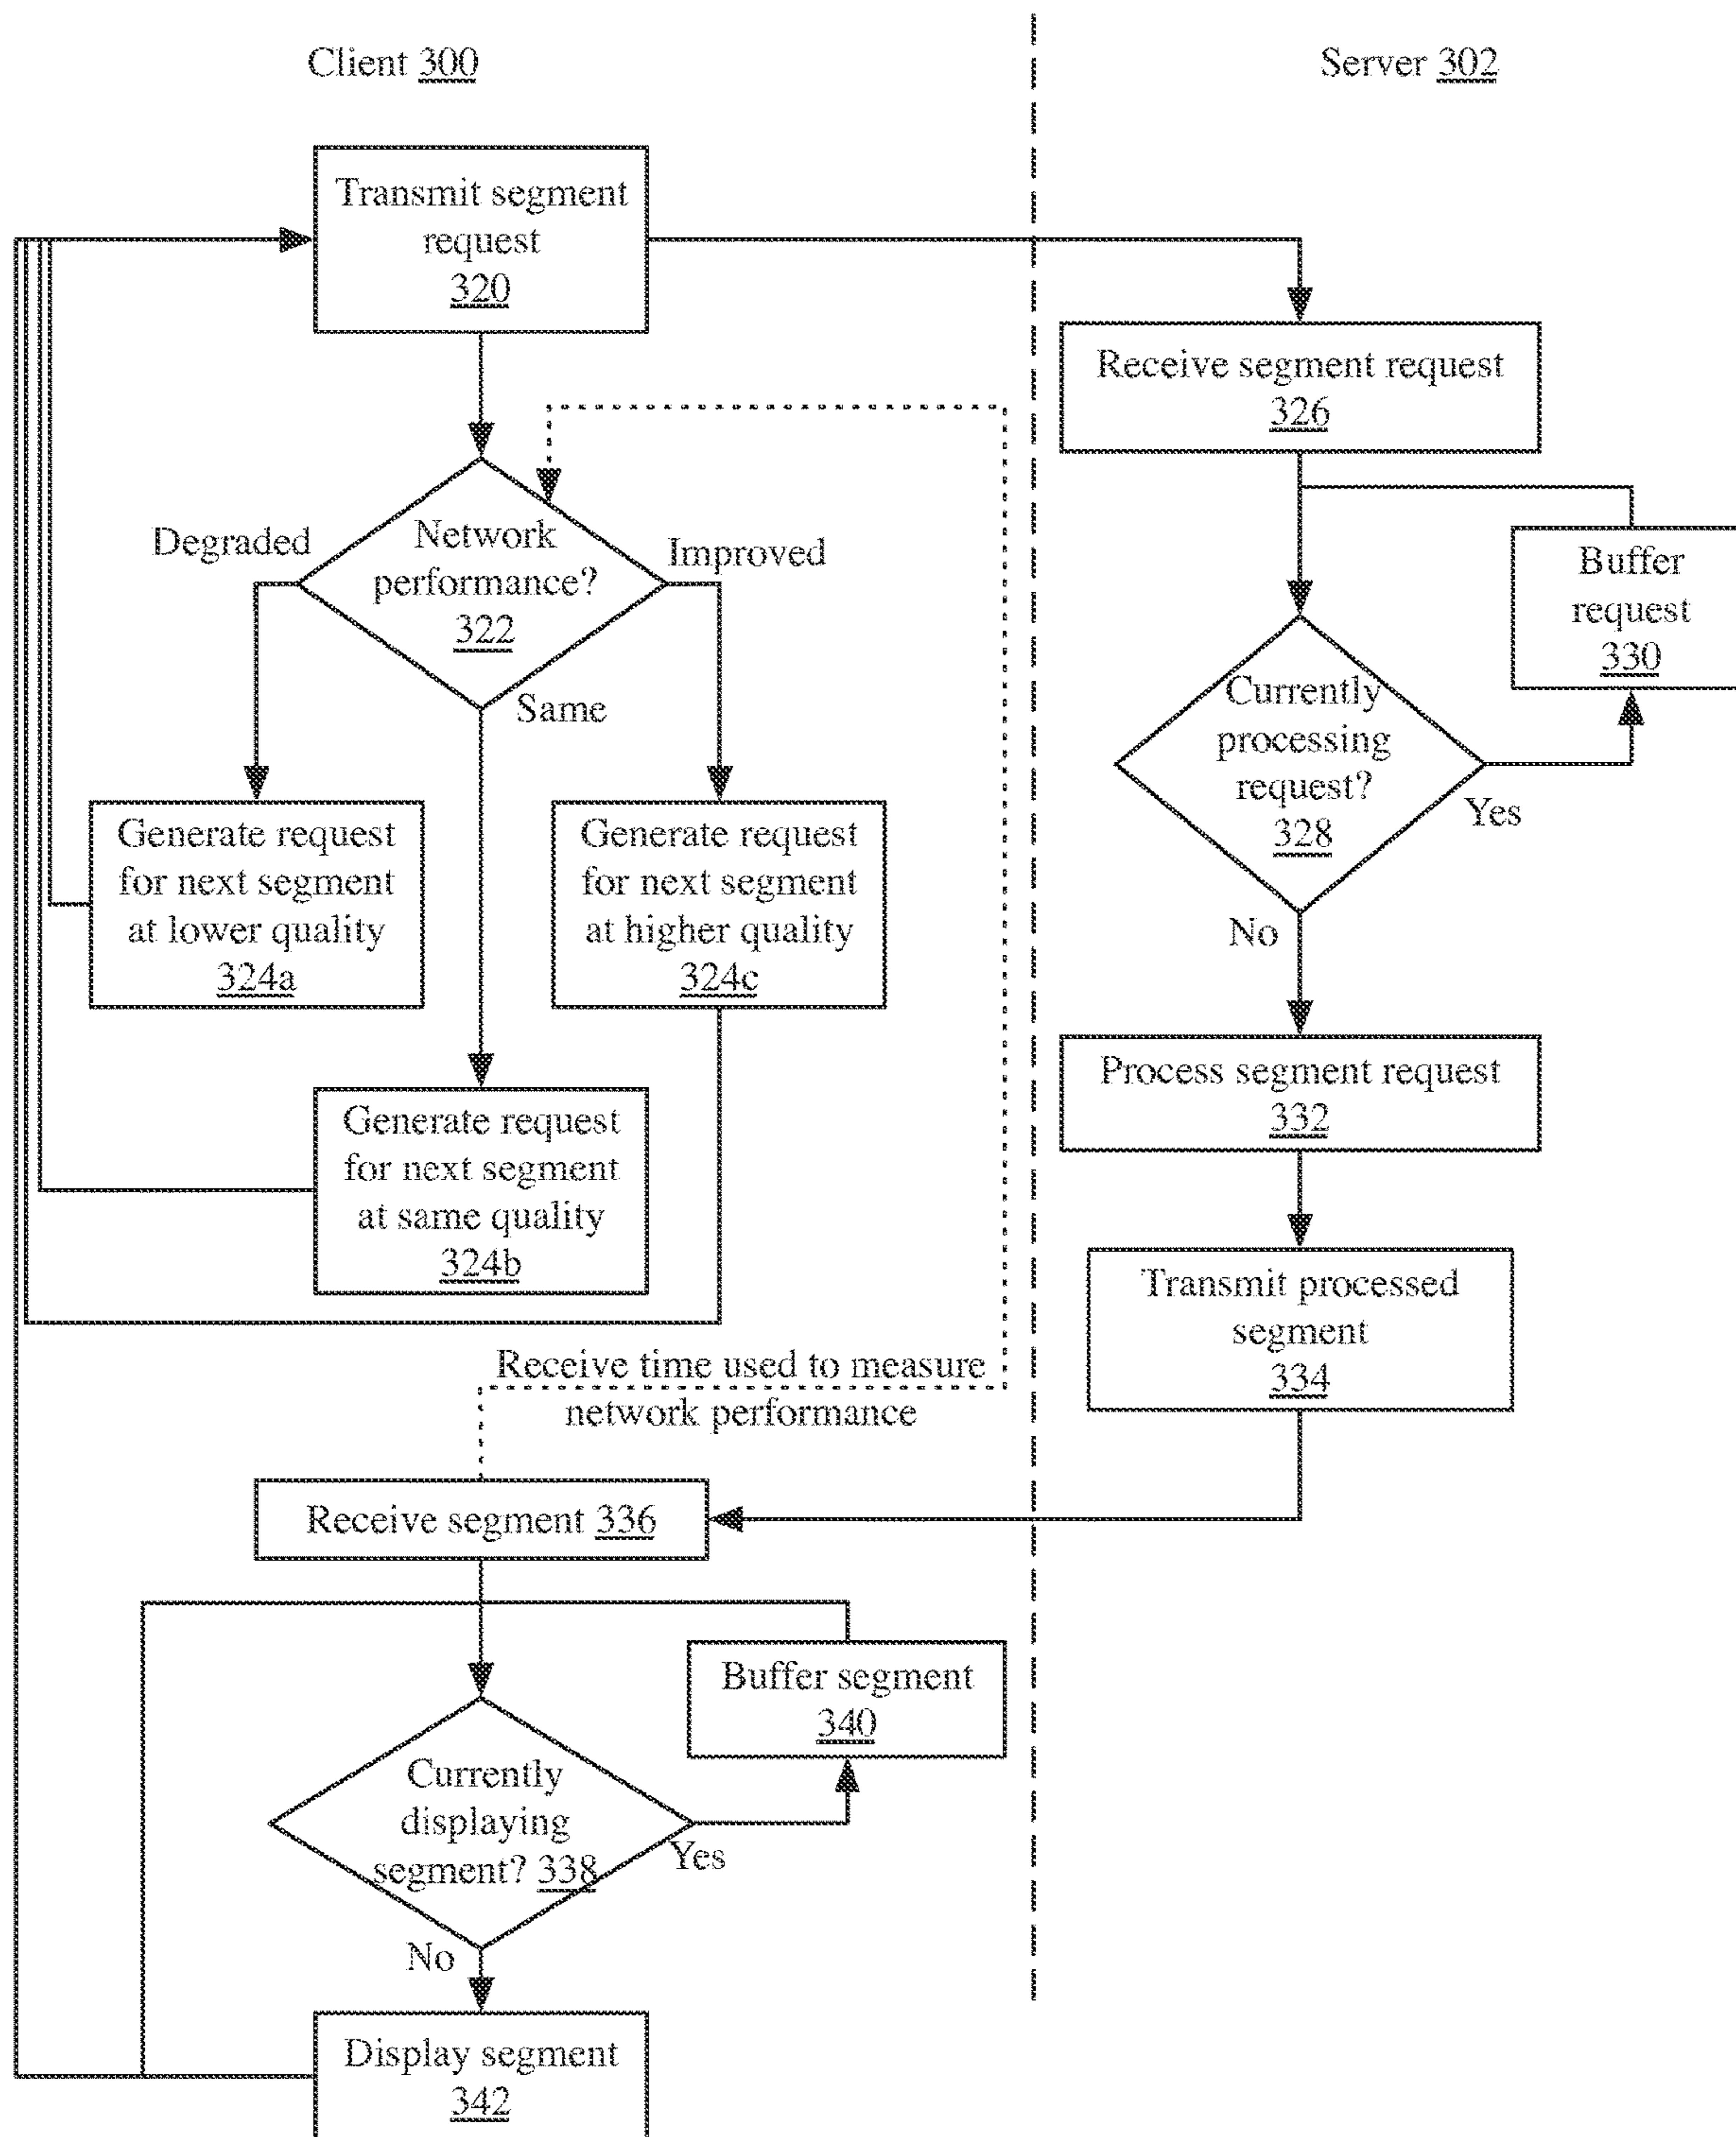 Client 300
Server 302
Transmit segment
request
320
Receive segment request
326
Degraded
Network
performance?
322
Improved
Same
Buffer
request
330
Currently
processing
request?
328
Yes
No
Generate request
for next segment
at lower quality
324a
Generate request
for next segment
at higher quality
324c
Generate request
for next segment
at same quality
324b
Process segment request
332
Transmit processed
segment
334
Receive time used to measure
network performance
Receive segment 336
Buffer segment
340
Currently
displaying
segment? 338
Yes
No
Display segment
342